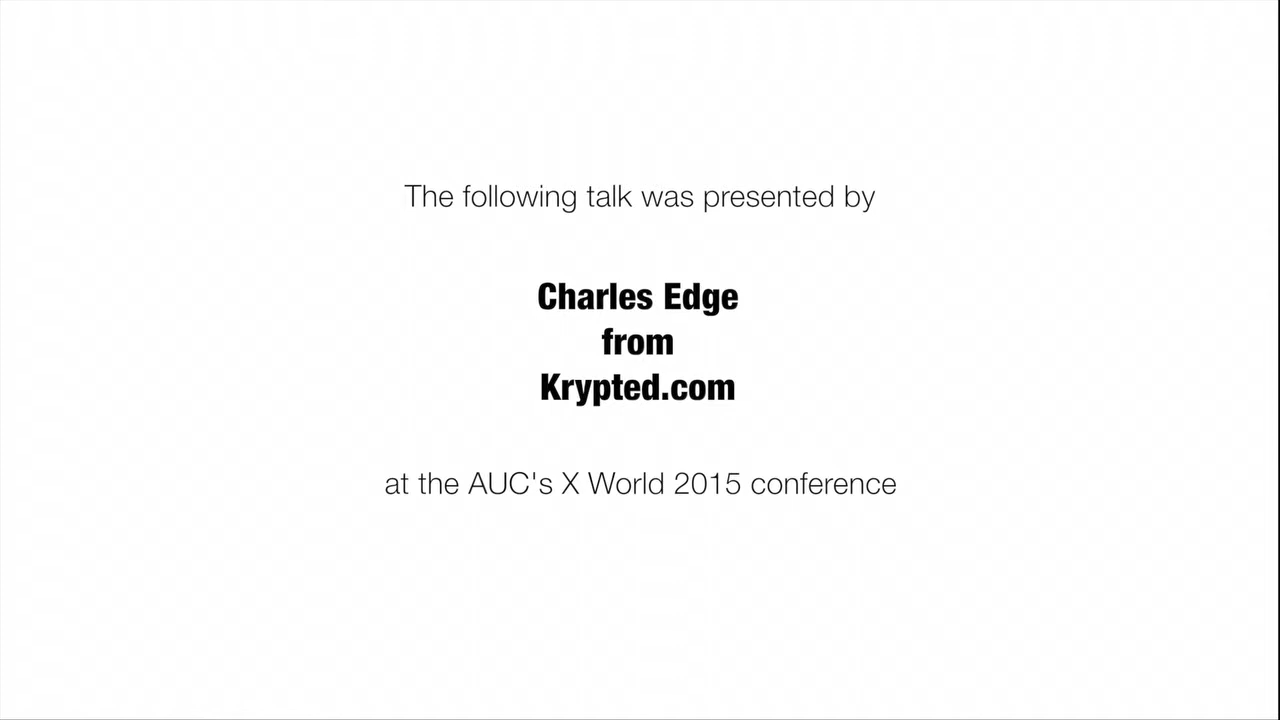 The following talk was presented by
Charles Edge
from
Krypted.com
at the AUC's X World 2015 conference